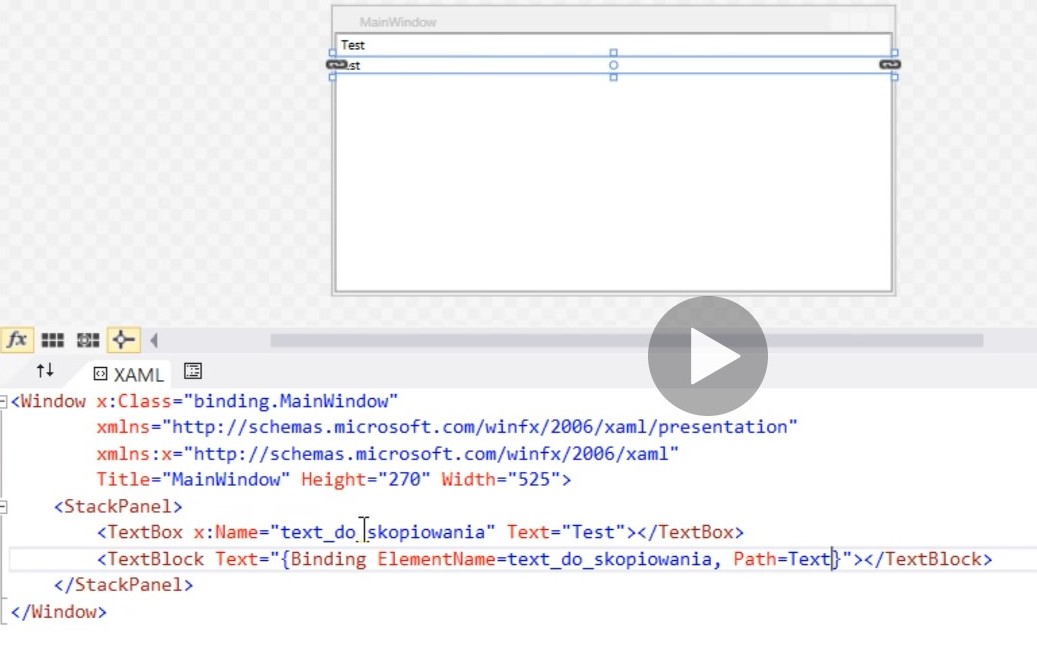 MainWindow
Test
st
fx
XAML
<Window x:Class="binding.MainWindow"
xmlns="http://schemas.microsoft.com/winfx/2006/xaml/presentation"
xmlns:x="http://schemas.microsoft.com/winfx/2006/xaml"
Title="MainWindow" Height="270" Width="525">
<StackPanel>
<TextBox x:Name="text_do_skopiowania" Text="Test"></TextBox>
<TextBlock Text="{Binding ElementName=text_do_skopiowania, Path=Text}"></TextBlock>
</StackPanel>
</Window>